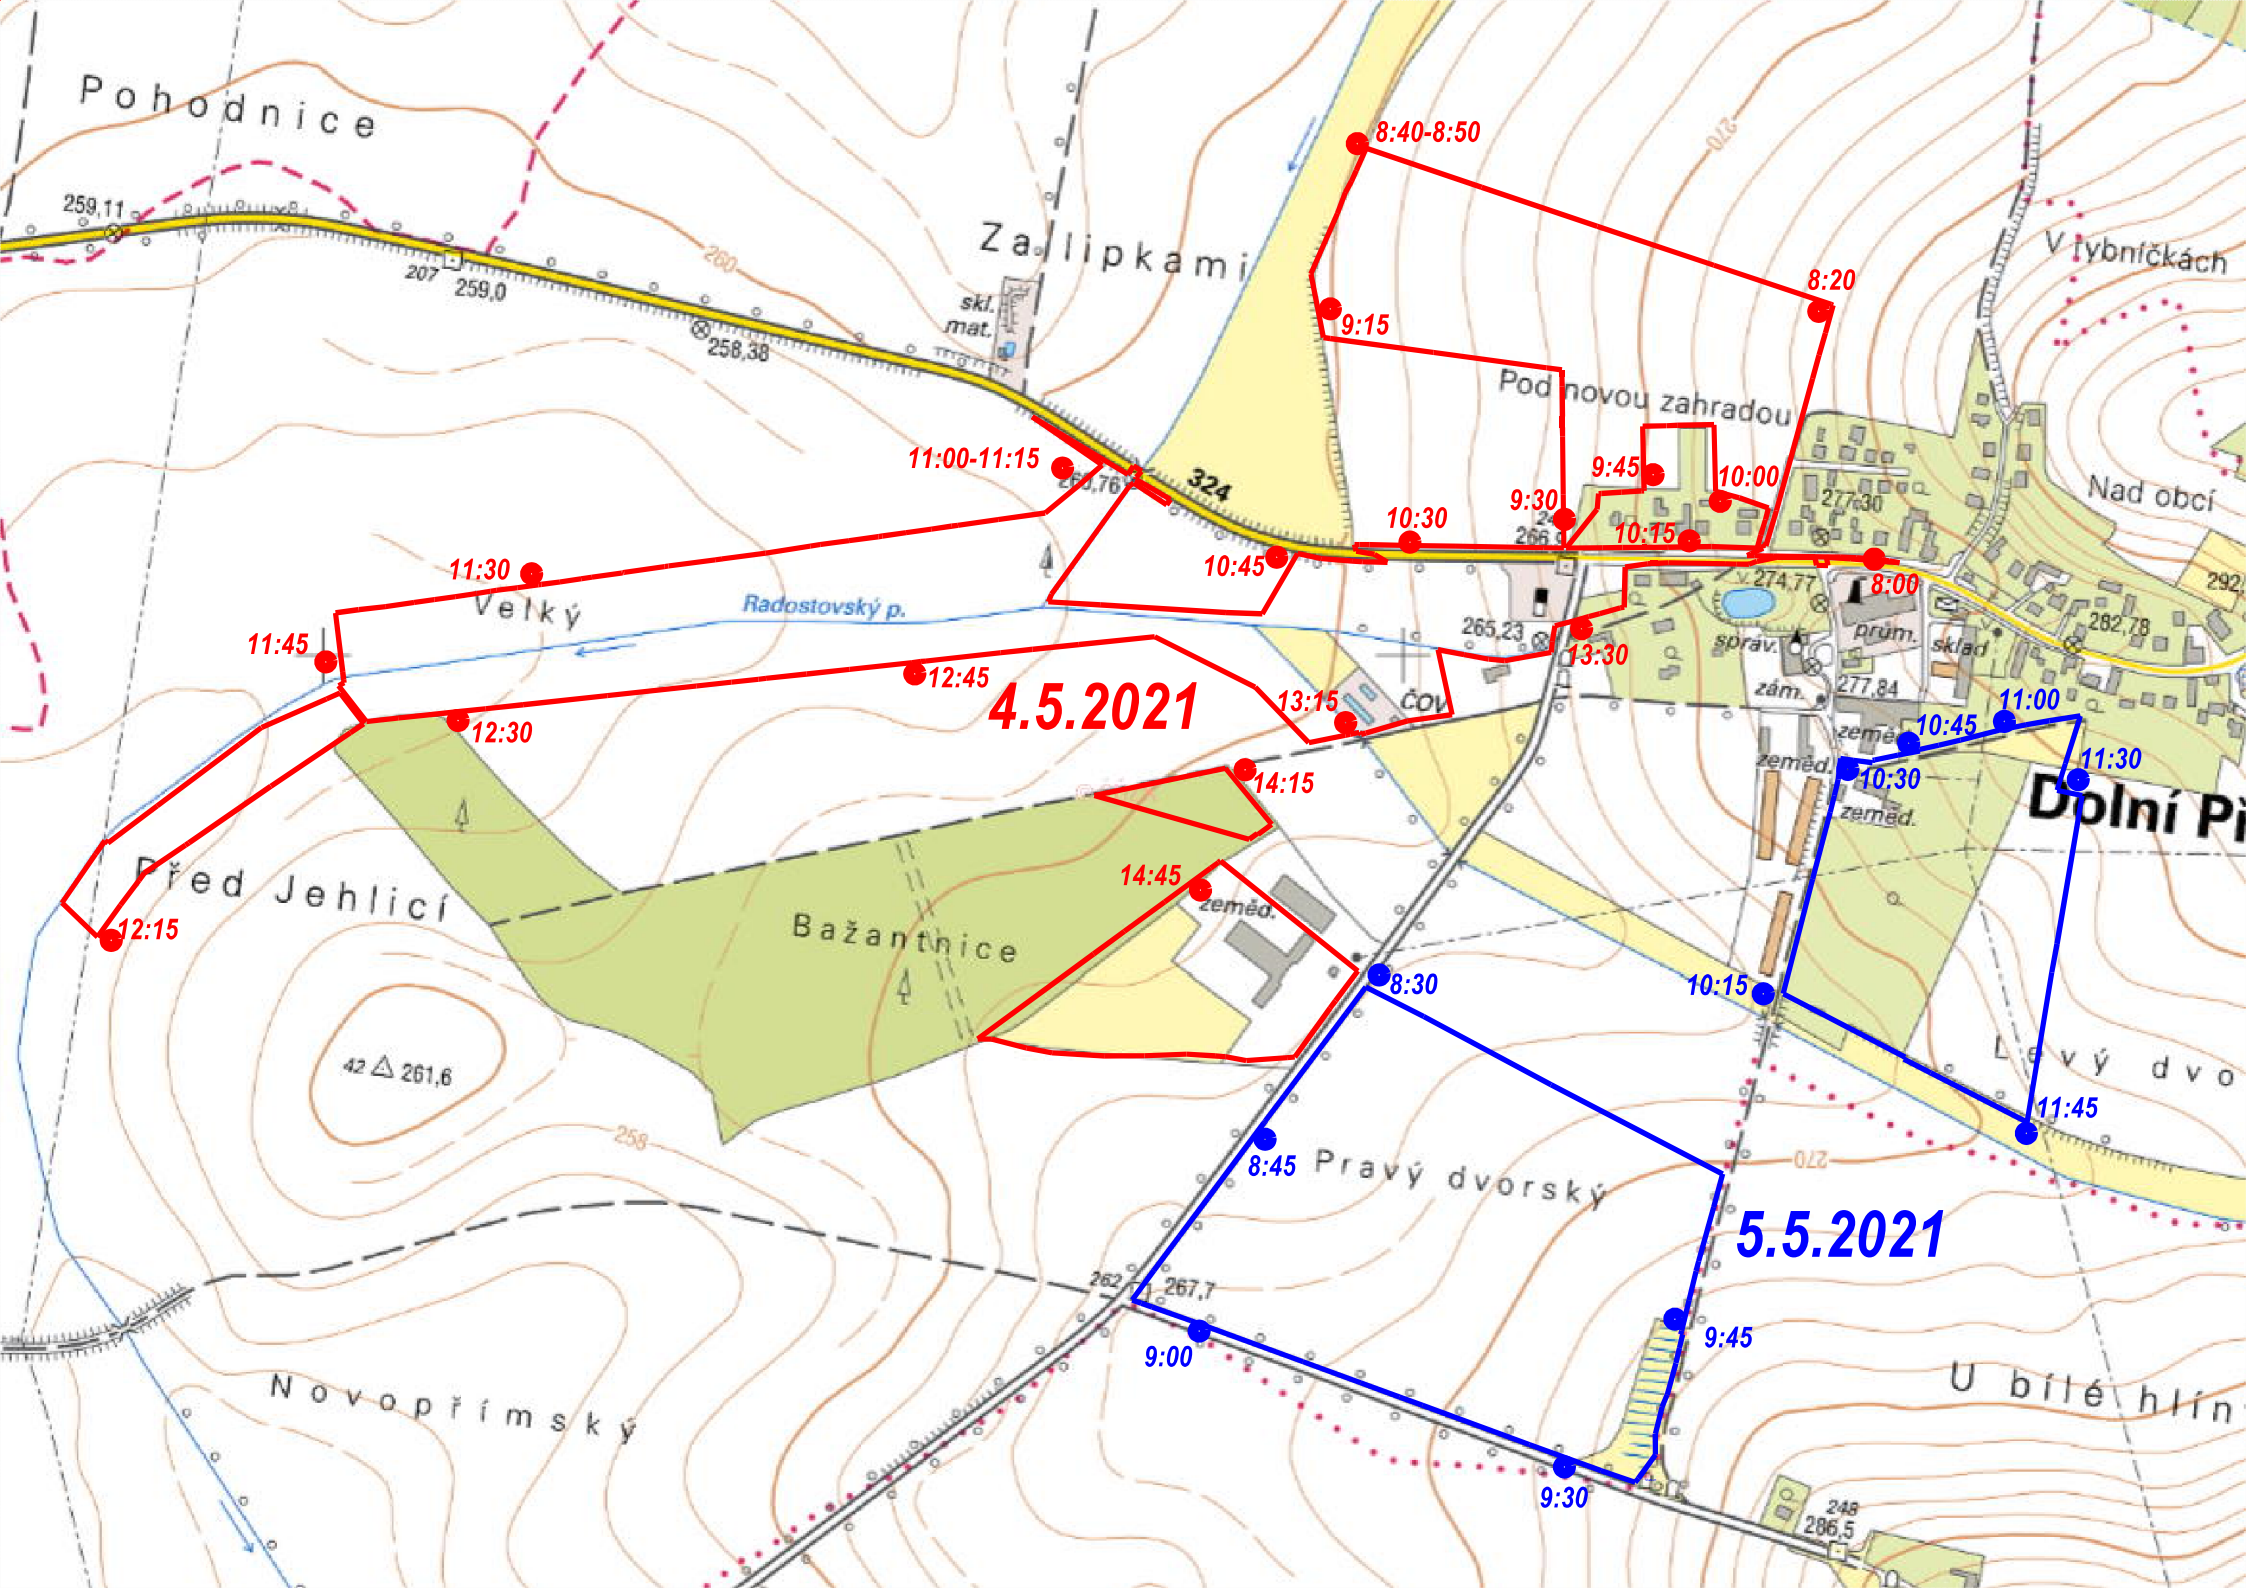 Pohodnice
259,11
207
259,0
258,38
260
Za lipkami
skl.
mat.
8:40-8:50
270
8:20
V rybníčkách
9:15
Pod novou zahradou
11:00-11:15
324
9:45
10:00
9:30
10:30
10:15
277,30
Nad obcí
10:45
11:30
Velký
Radostovský p.
v. 274,77
8:00
292,
265,23
13:30
správ.
prům.
sklad
282,78
11:45
12:45
4.5.2021
13:15
ČOV
zám.
277,84
11:00
12:30
10:45
zeměd.
11:30
10:30
14:15
zeměd.
Dolní Př
Před Jehlicí
14:45
zeměd.
12:15
Bažantnice
8:30
10:15
Levý dvo
42
261,6
258
11:45
8:45
Pravý dvorský
270
5.5.2021
262
267,7
9:00
9:45
Novopřímský
U bílé hlín
9:30
248
286,5